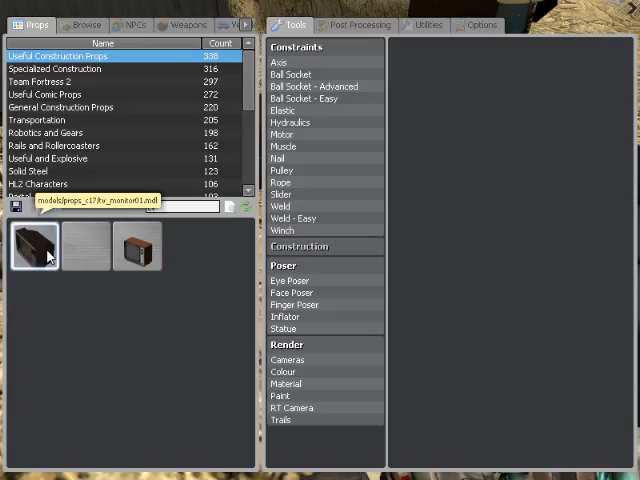 Props
Browse
NPCs
Weapons
Tools
Post Processing
Utilities
Options
Name Count
Useful Construction Props 338
Specialized Construction 316
Team Fortress 2 297
Useful Comic Props 272
General Construction Props 220
Transportation 205
Robotics and Gears 198
Rails and Rollercoasters 162
Useful and Explosive 131
Solid Steel 123
HL2 Characters 106
models/props_c17/tv_monitor01.mdl
Constraints
Axis
Ball Socket
Ball Socket - Advanced
Ball Socket - Easy
Elastic
Hydraulics
Motor
Muscle
Nail
Pulley
Rope
Slider
Weld
Weld - Easy
Winch
Construction
Poser
Eye Poser
Face Poser
Finger Poser
Inflator
Statue
Render
Cameras
Colour
Material
Paint
RT Camera
Trails